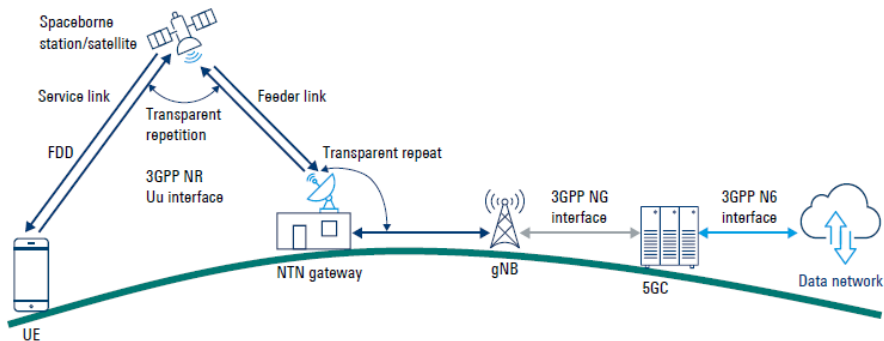 Spaceborne
station/satellite
Service link
Feeder link
Transparent
repetition
FDD
3GPP NR
Uu interface
Transparent repeat
3GPP NG
interface
3GPP N6
interface
NTN gateway
gNB
5GC
Data network
UE